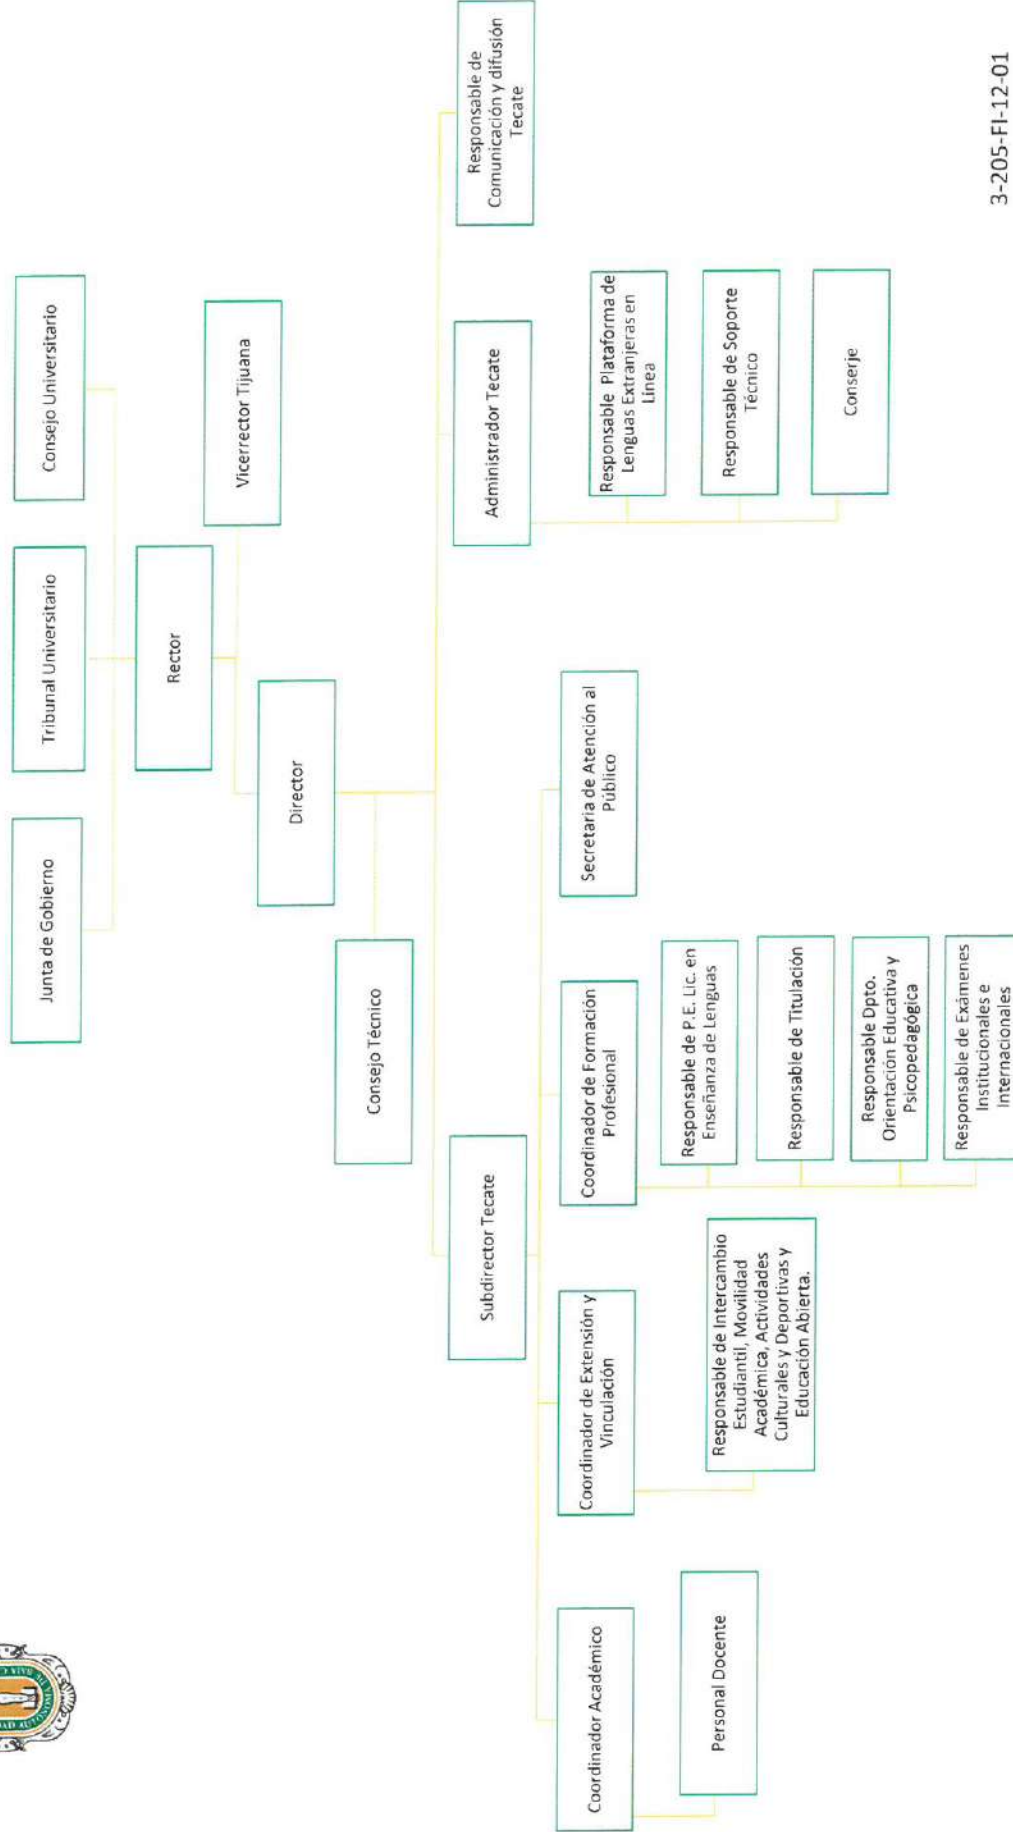 Junta de Gobierno
Tribunal Universitario
Consejo Universitario
Rector
Vicerrector Tijuana
Director
Consejo Técnico
Subdirector Tecate
Administrador Tecate
Responsable de
Comunicación y difusión
Tecate
Coordinador Académico
Coordinador de Extensión y
Vinculación
Coordinador de Formación
Profesional
Secretaria de Atención al
Público
Responsable Plataforma de
Lenguas Extranjeras en
Línea
Responsable de Soporte
Técnico
Conserje
Personal Docente
Responsable de Intercambio
Estudiantil, Movilidad
Académica, Actividades
Culturales y Deportivas y
Educación Abierta.
Responsable de P.E. Lic. en
Enseñanza de Lenguas
Responsable de Titulación
Responsable Dpto.
Orientación Educativa y
Psicopedagógica
Responsable de Exámenes
Institucionales e
Internacionales
3-205-FI-12-01